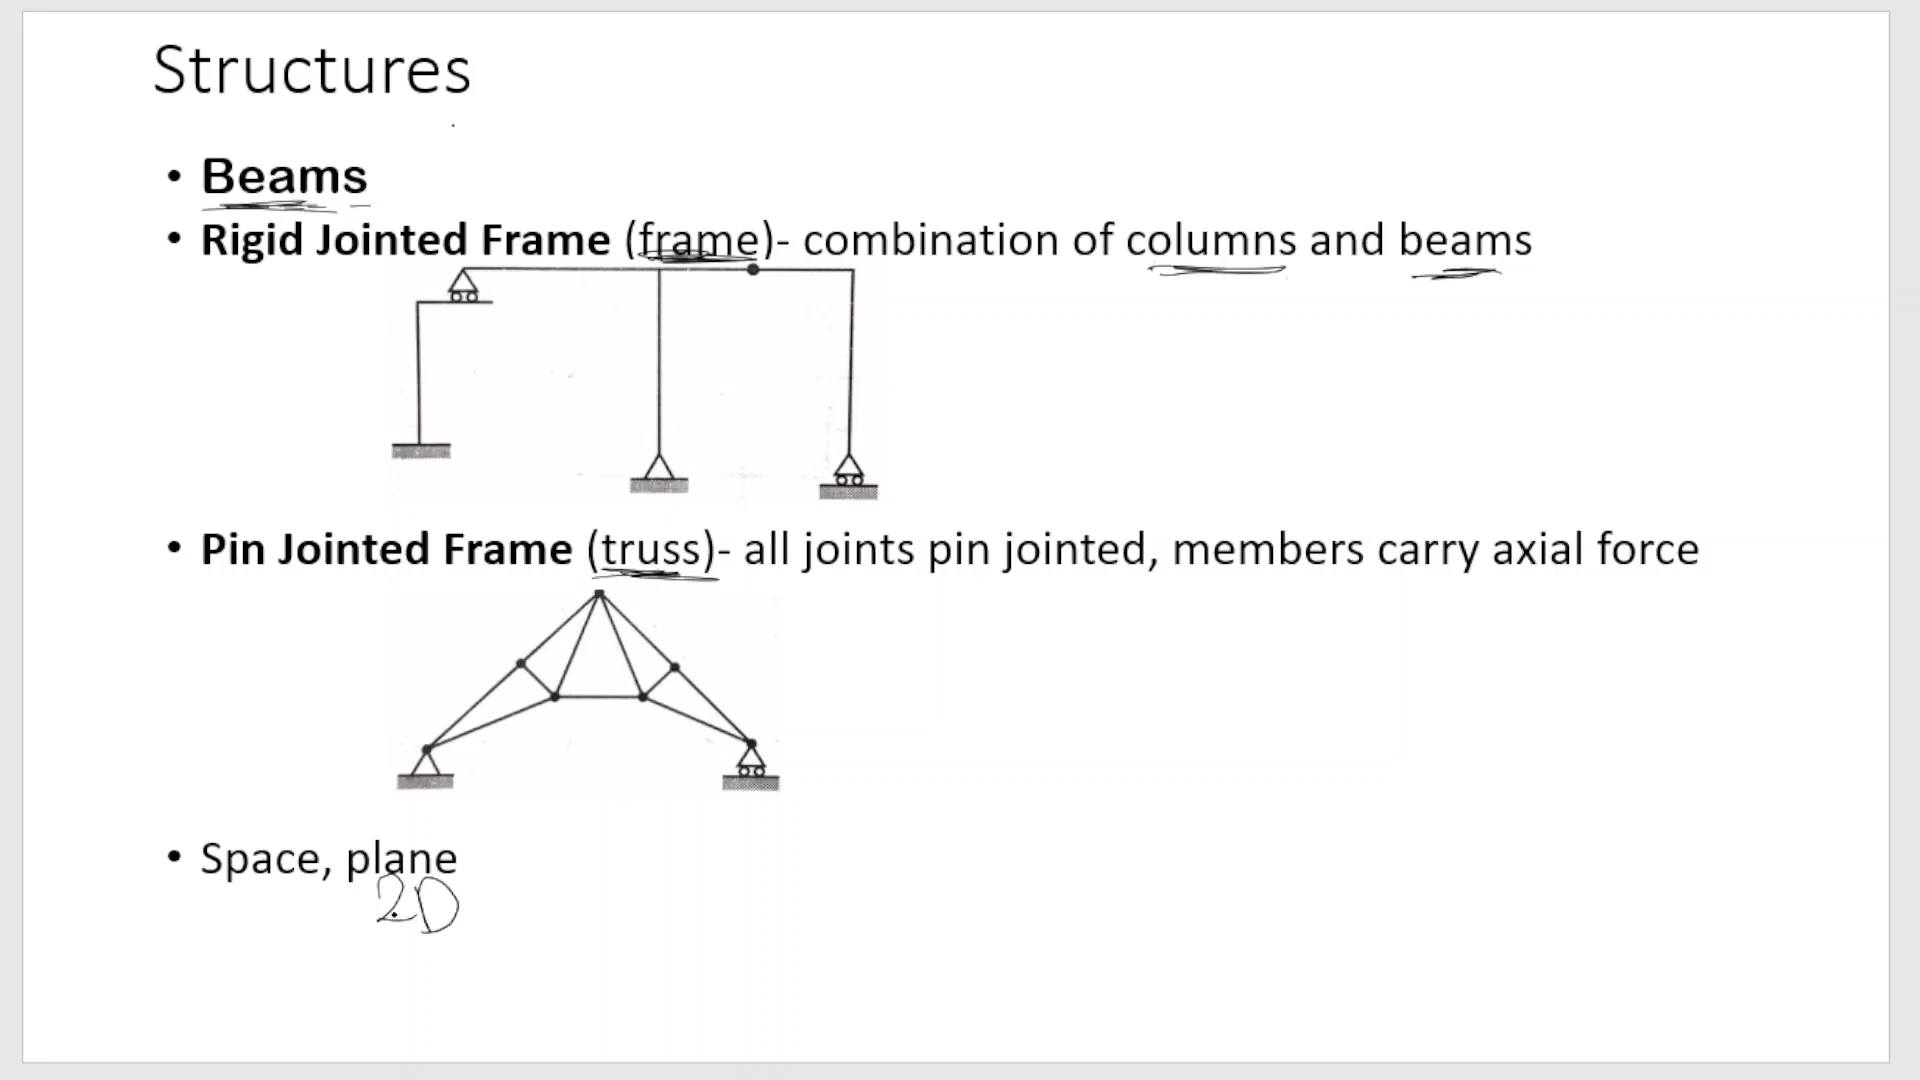 Structures
• Beams
• Rigid Jointed Frame (frame)- combination of columns and beams
• Pin Jointed Frame (truss)- all joints pin jointed, members carry axial force
• Space, plane
2D